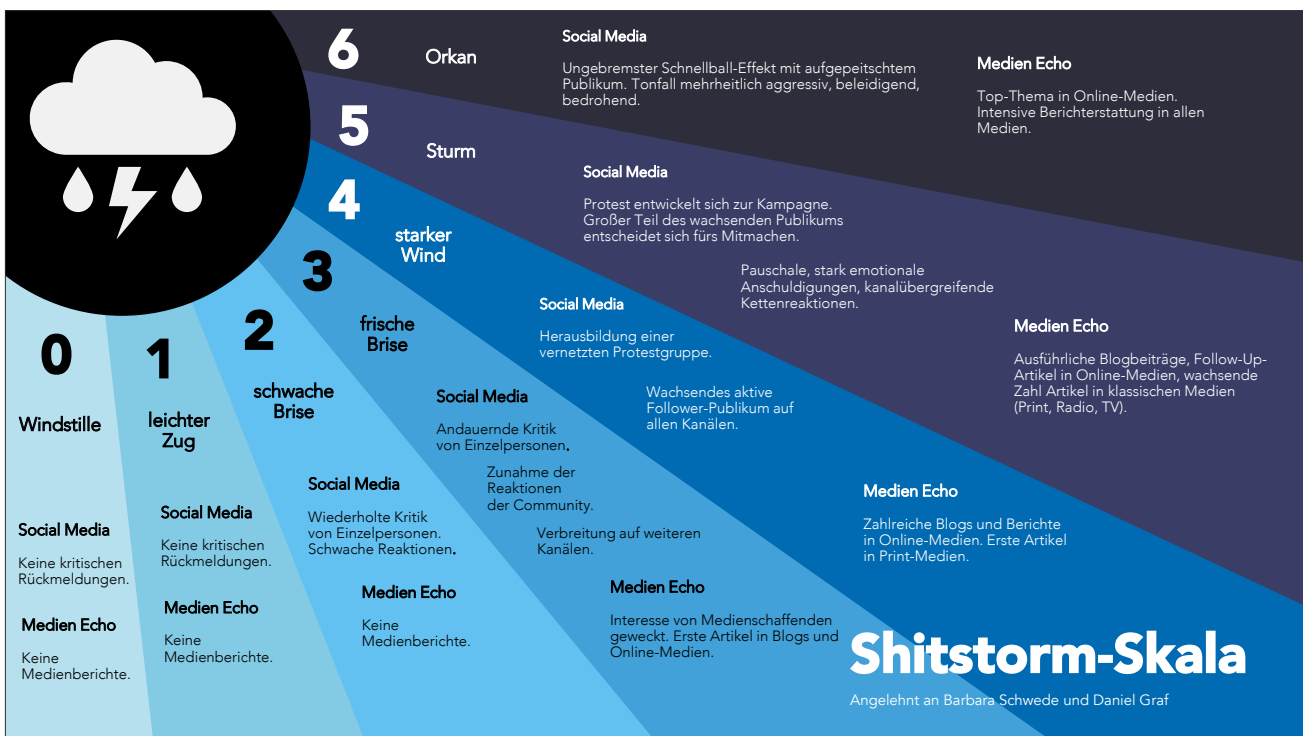 6
Orkan
Social Media
Ungebremster Schnellball-Effekt mit aufgepeitschtem
Publikum. Tonfall mehrheitlich aggressiv, beleidigend,
bedrohend.
Medien Echo
Top-Thema in Online-Medien.
Intensive Berichterstattung in allen
Medien.
5
Sturm
Social Media
Protest entwickelt sich zur Kampagne.
Großer Teil des wachsenden Publikums
entscheidet sich fürs Mitmachen.
Pauschale, stark emotionale
Anschuldigungen, kanalübergreifende
Kettenreaktionen.
Medien Echo
Ausführliche Blogbeiträge, Follow-Up-
Artikel in Online-Medien, wachsende
Zahl Artikel in klassischen Medien
(Print, Radio, TV).
4
starker
Wind
Social Media
Herausbildung einer
vernetzten Protestgruppe.
Wachsendes aktive
Follower-Publikum auf
allen Kanälen.
Medien Echo
Zahlreiche Blogs und Berichte
in Online-Medien. Erste Artikel
in Print-Medien.
3
frische
Brise
Social Media
Andauernde Kritik
von Einzelpersonen.
Zunahme der
Reaktionen
der Community.
Verbreitung auf weiteren
Kanälen.
Medien Echo
Interesse von Medienschaffenden
geweckt. Erste Artikel in Blogs und
Online-Medien.
2
schwache
Brise
Social Media
Wiederholte Kritik
von Einzelpersonen.
Schwache Reaktionen.
Medien Echo
Keine
Medienberichte.
1
leichter
Zug
Social Media
Keine kritischen
Rückmeldungen.
Medien Echo
Keine
Medienberichte.
0
Windstille
Social Media
Keine kritischen
Rückmeldungen.
Medien Echo
Keine
Medienberichte.
Shitstorm-Skala
Angelehnt an Barbara Schwede und Daniel Graf